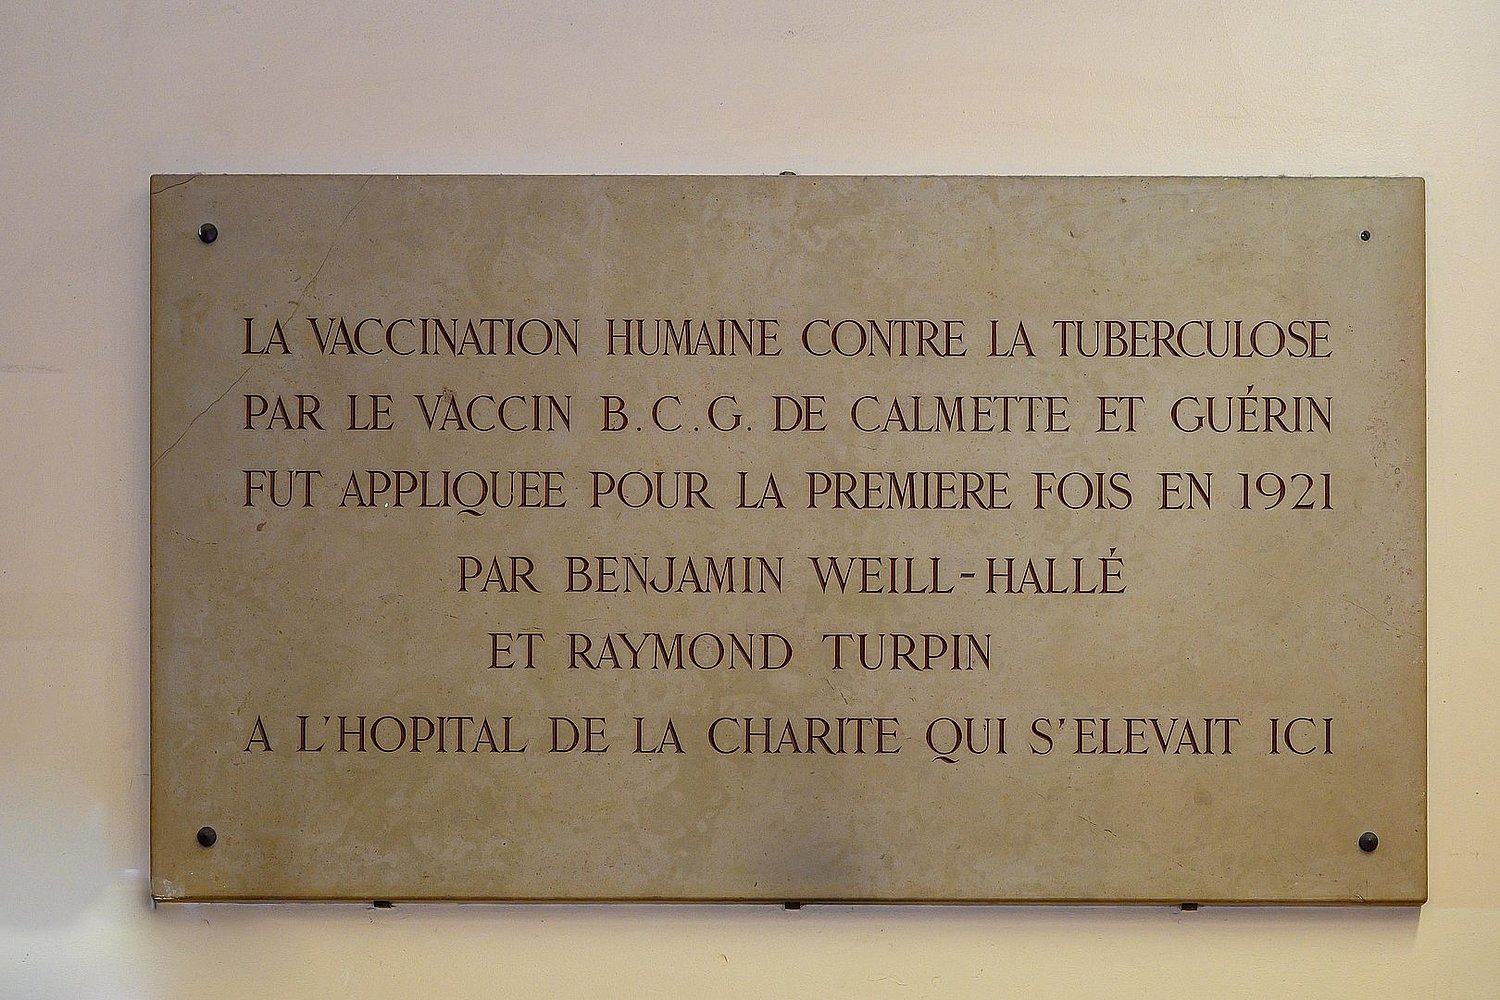 LA VACCINATION HUMAINE CONTRE LA TUBERCULOSE
PAR LE VACCIN B.C.G. DE CALMETTE ET GUÉRIN
FUT APPLIQUEE POUR LA PREMIERE FOIS EN 1921
PAR BENJAMIN WEILL-HALLÉ
ET RAYMOND TURPIN
A L'HOPITAL DE LA CHARITE QUI S'ELEVAIT ICI